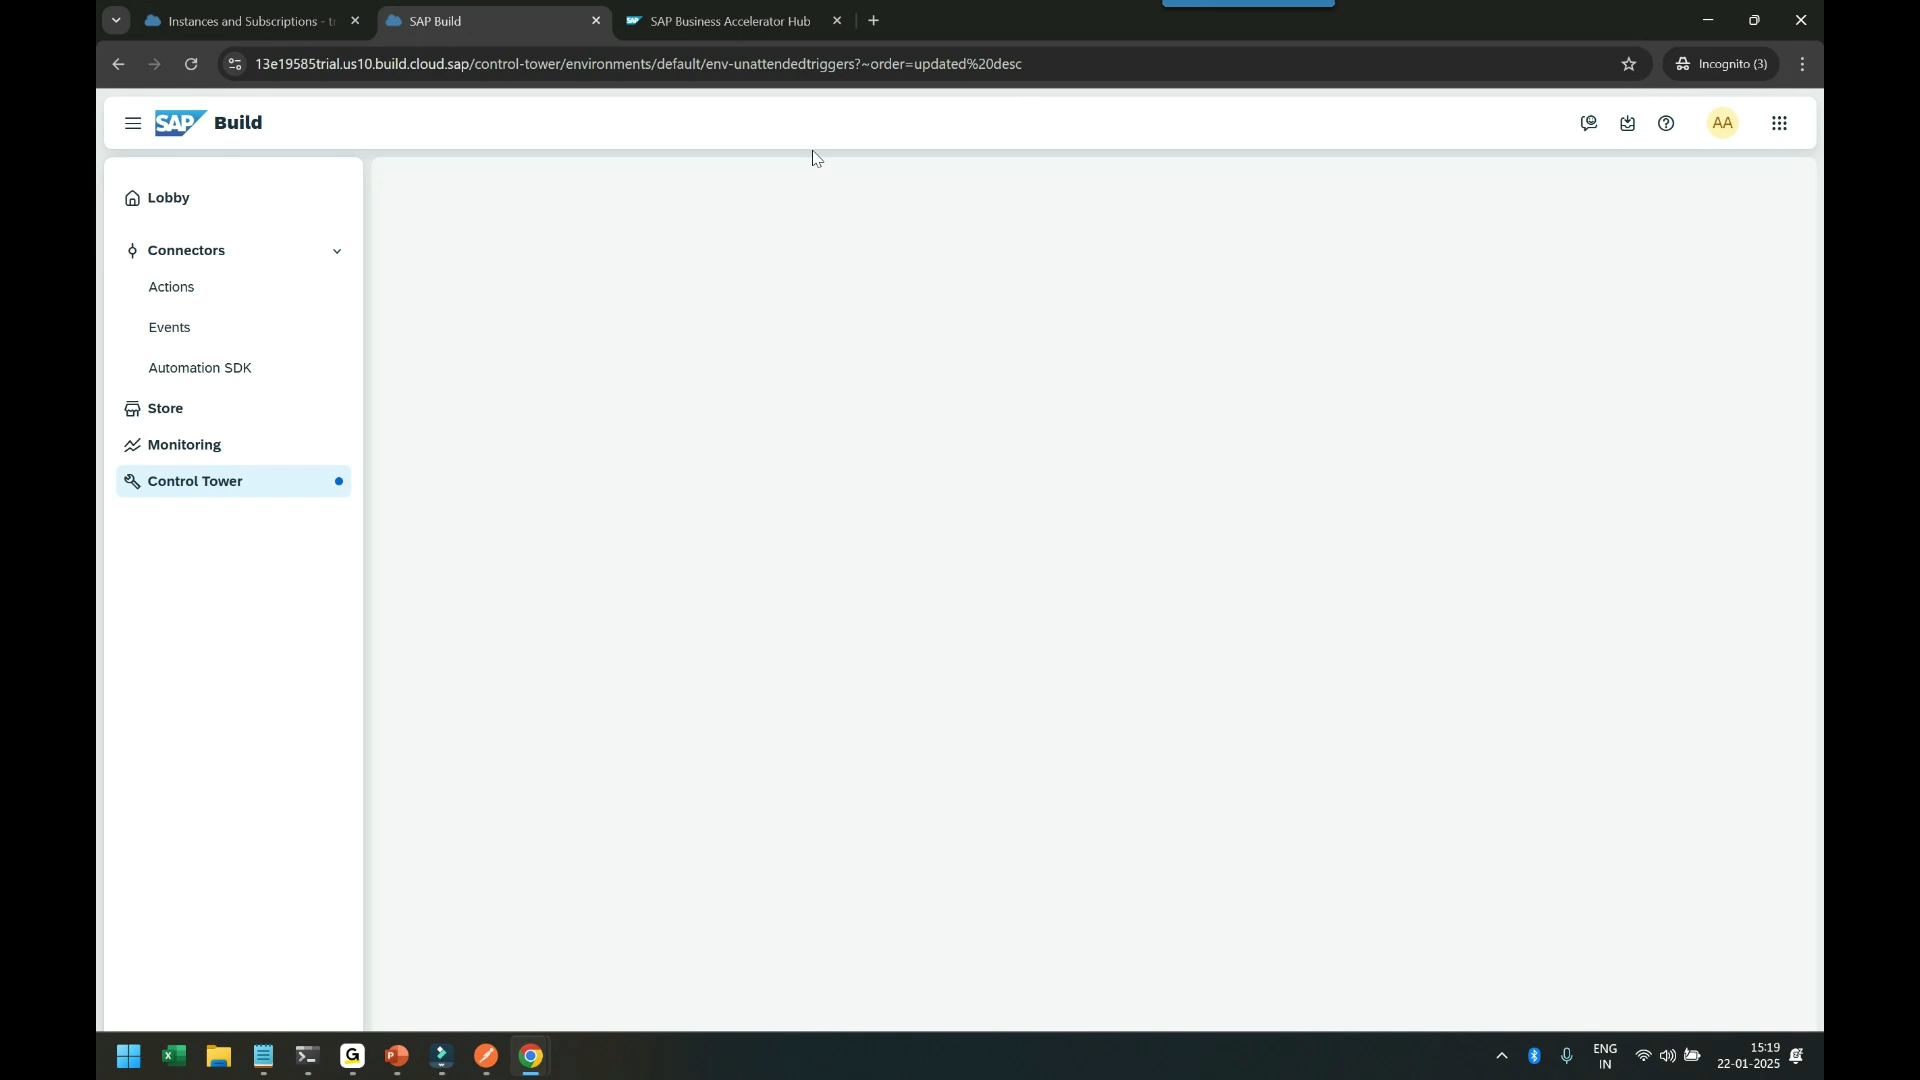 Instances and Subscriptions - t
SAP Build
SAP Business Accelerator Hub
13e19585trial.us10.build.cloud.sap/control-tower/environments/default/env-unattendedtriggers?~order=updated%20desc
Incognito (3)
SAP Build
AA
Lobby
Connectors
Actions
Events
Automation SDK
Store
Monitoring
Control Tower
ENG
IN
15:19
22-01-2025